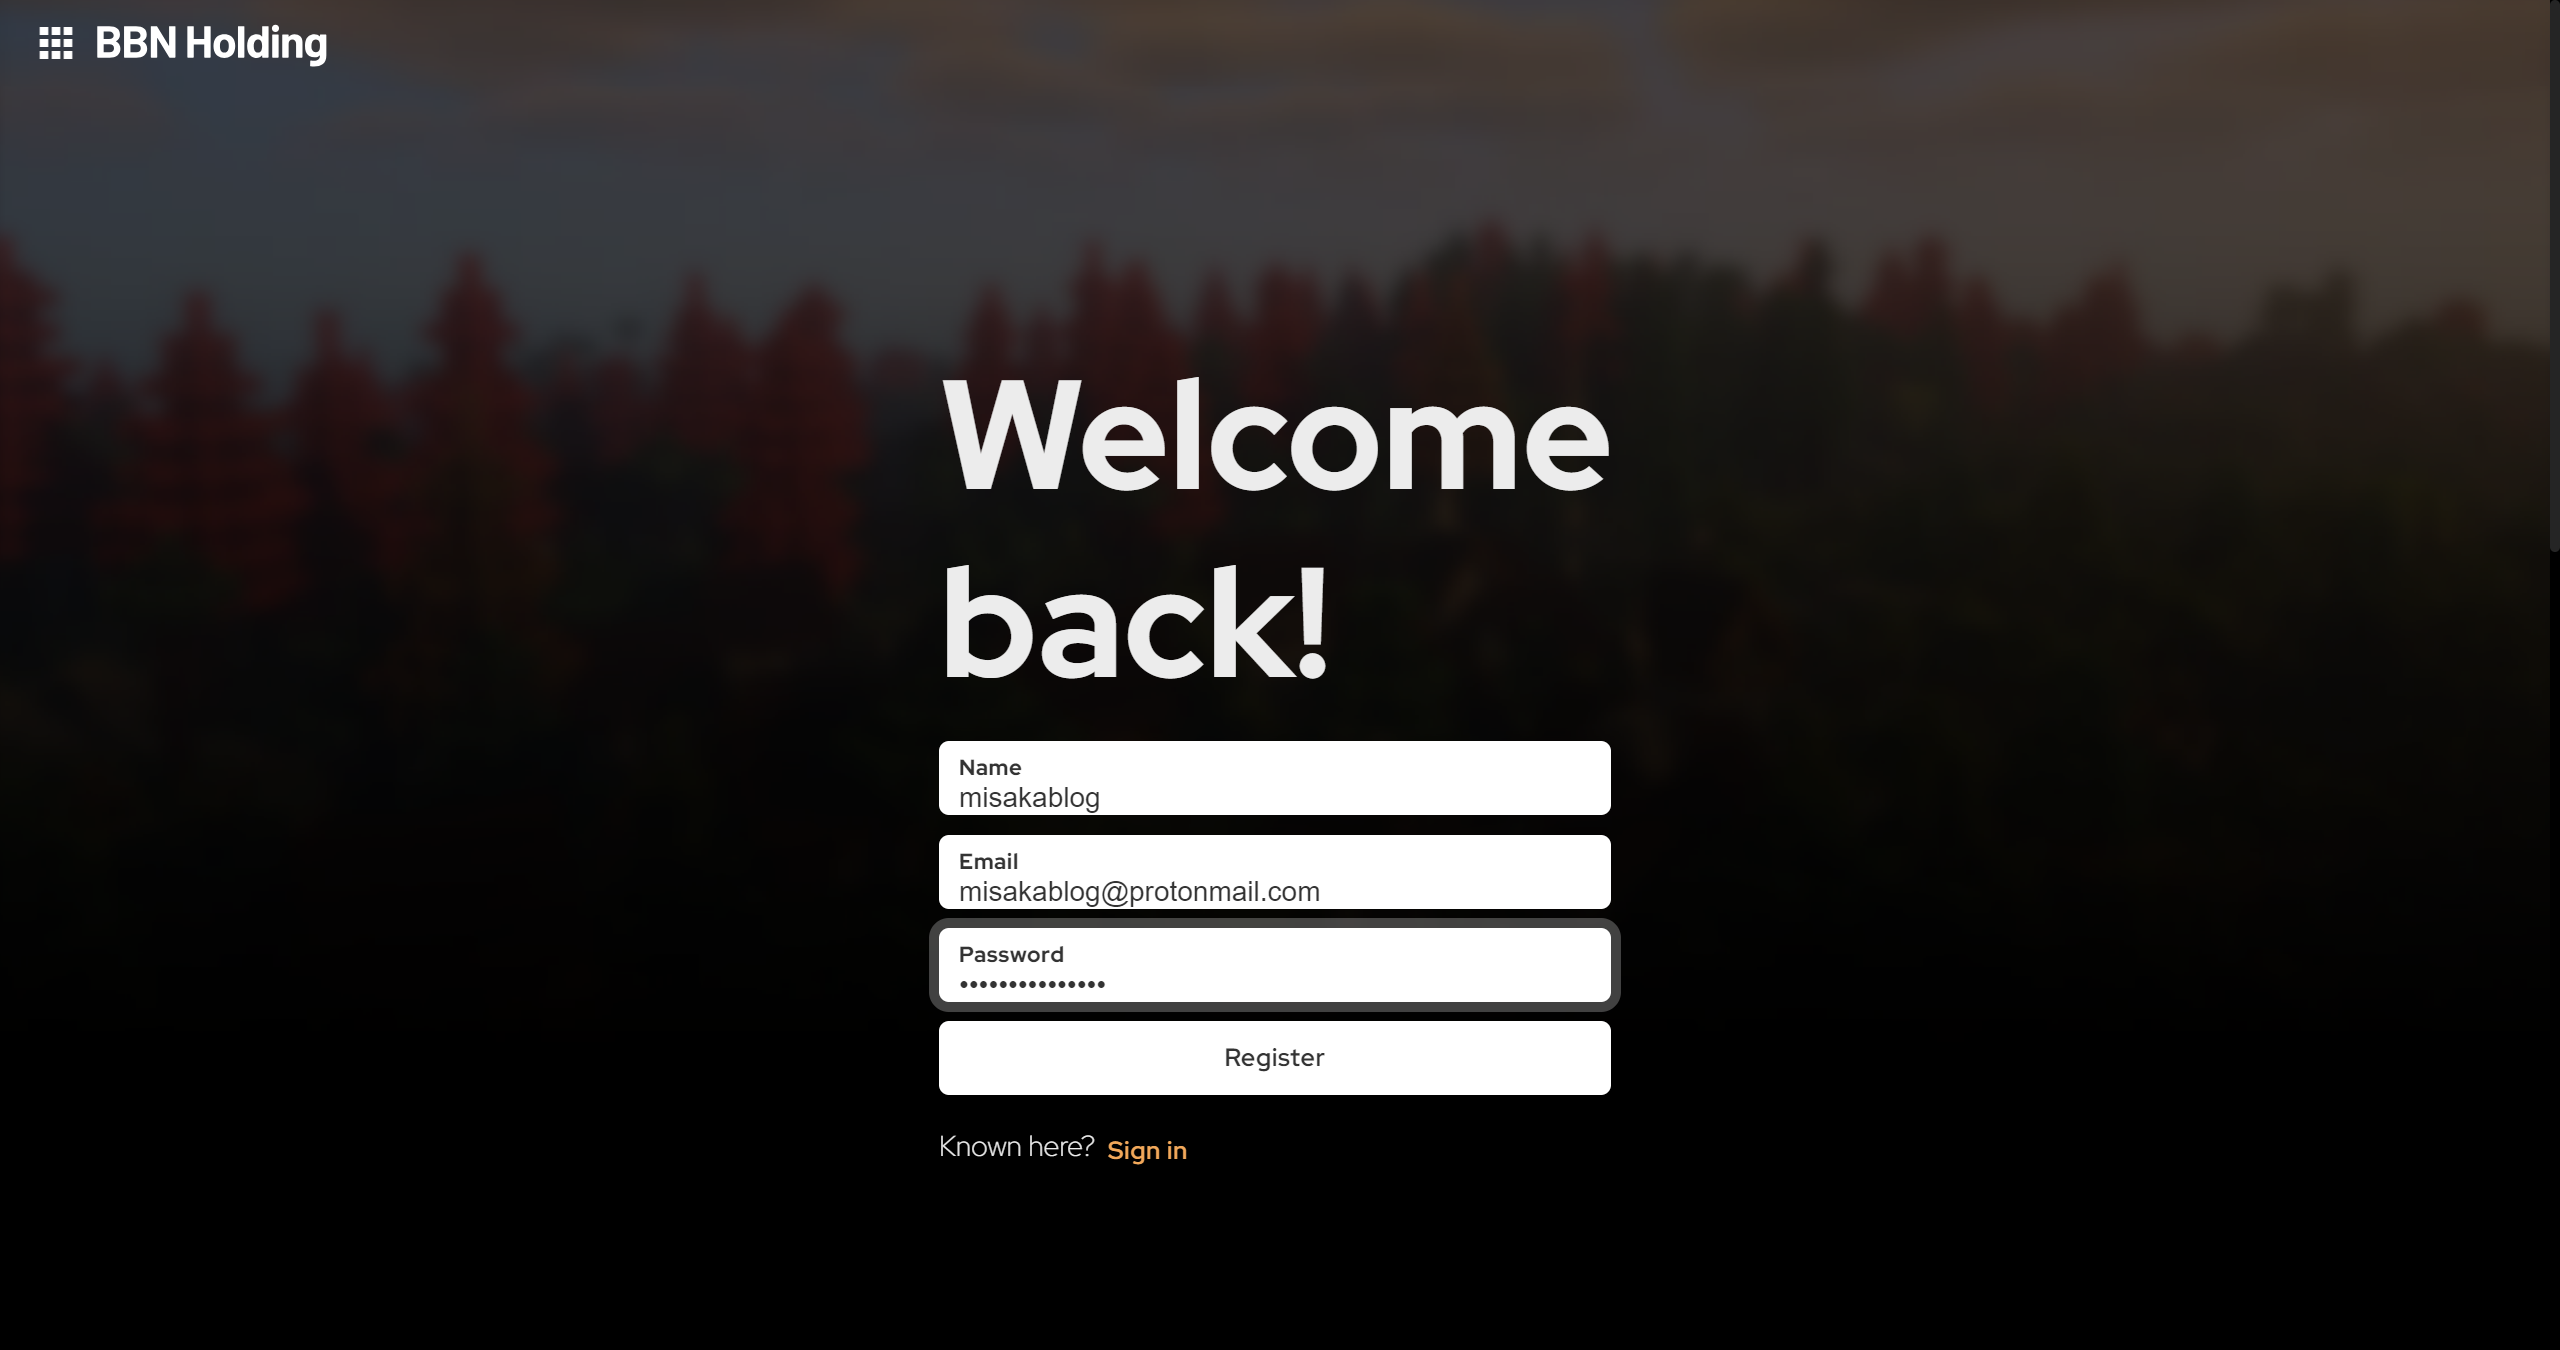 BBN Holding
Welcome
back!
Name
misakablog
Email
misakablog@protonmail.com
Password
•••••••••••••••
Register
Known here? Sign in